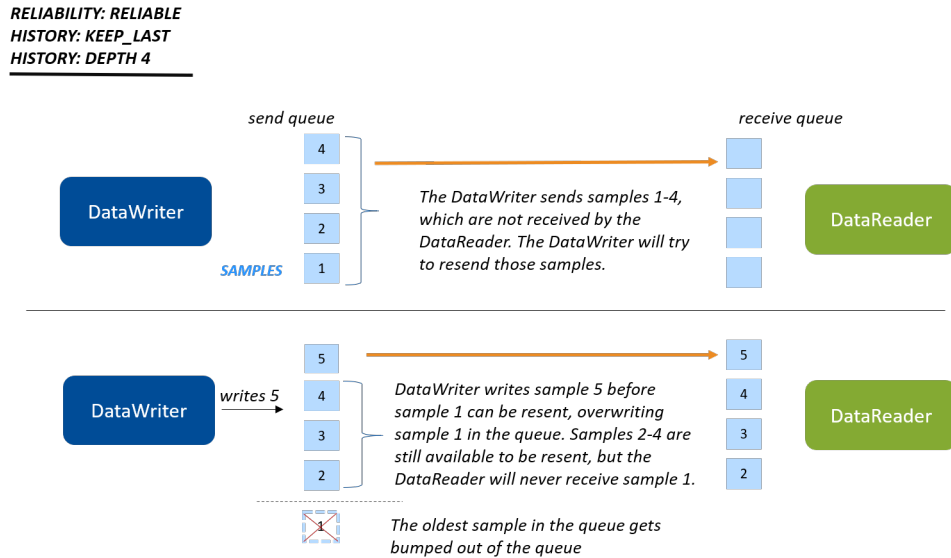 RELIABILITY: RELIABLE
HISTORY: KEEP_LAST
HISTORY: DEPTH 4
send queue
receive queue
4
3
2
1
DataWriter
SAMPLES
The DataWriter sends samples 1-4,
which are not received by the
DataReader. The DataWriter will try
to resend those samples.
DataReader
5
4
3
2
DataWriter
writes 5
DataWriter writes sample 5 before
sample 1 can be resent, overwriting
sample 1 in the queue. Samples 2-4 are
still available to be resent, but the
DataReader will never receive sample 1.
5
4
3
2
DataReader
1
The oldest sample in the queue gets
bumped out of the queue